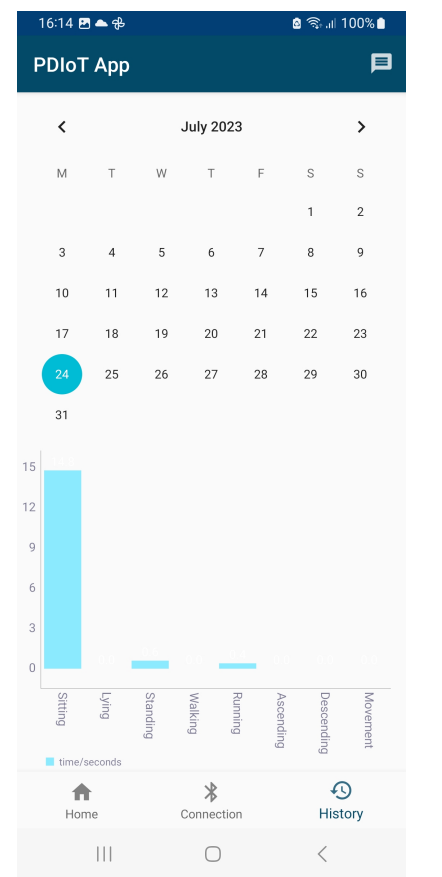 16:14 100%
PDIoT App
July 2023
M T W T F S S
1 2
3 4 5 6 7 8 9
10 11 12 13 14 15 16
17 18 19 20 21 22 23
24 25 26 27 28 29 30
31
15
12
9
6
3
0
Sitting Lying Standing Walking Running Ascending Descending Movement
time/seconds
Home Connection History